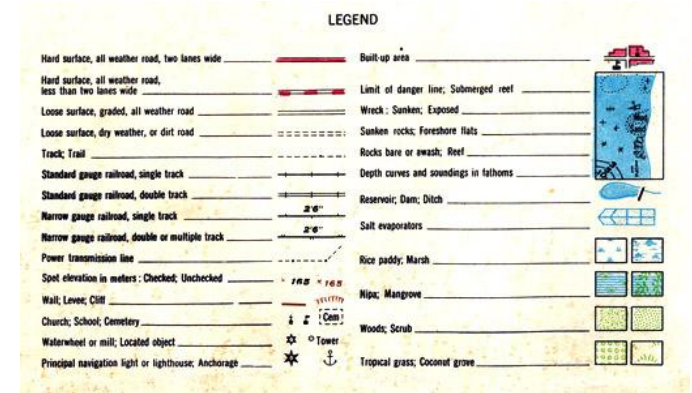 LEGEND
Hard surface, all weather road, two lanes wide
Hard surface, all weather road,
less than two lanes wide
Loose surface, graded, all weather road
Loose surface, dry weather, or dirt road
Track; Trail
Standard gauge railroad, single track
Standard gauge railroad, double track
Narrow gauge railroad, single track 2'6"
Narrow gauge railroad, double or multiple track 2'6"
Power transmission line
Spot elevation in meters: Checked; Unchecked × 165 × 165
Wall; Levee; Cliff
Church; School; Cemetery Cem
Waterwheel or mill; Located object Tower
Principal navigation light or lighthouse; Anchorage
Built-up area
Limit of danger line; Submerged reef
Wreck: Sunken; Exposed
Sunken rocks; Foreshore flats
Rocks bare or awash; Reef
Depth curves and soundings in fathoms
Reservoir; Dam; Ditch
Salt evaporators
Rice paddy; Marsh
Nipa; Mangrove
Woods; Scrub
Tropical grass; Coconut grove